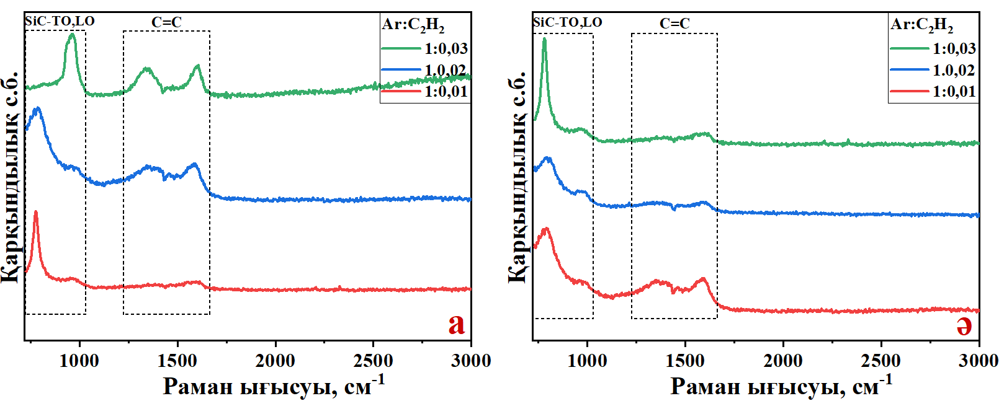 SiC-TO,LO
C=C
Ar:C₂H₂
1:0,03
1.0,02
1:0,01
Қарқындылық с.б.
а
1000 1500 2000 2500 3000
Раман ығысуы, см⁻¹
SiC-TO,LO
C=C
Ar:C₂H₂
1:0,03
1.0,02
1:0,01
Қарқындылық с.б.
ә
1000 1500 2000 2500 3000
Раман ығысуы, см⁻¹